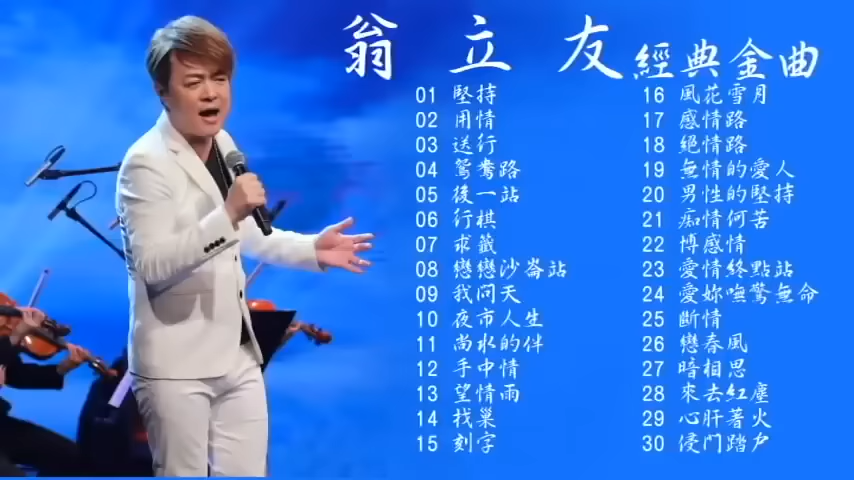 翁立友 經典金曲
01 堅持
02 用情
03 送行
04 鴛鴦路
05 後一站
06 行棋
07 求籤
08 戀戀沙崙站
09 我問天
10 夜市人生
11 尚水的伴
12 手中情
13 望情雨
14 找巢
15 刻字
16 風花雪月
17 感情路
18 絕情路
19 無情的愛人
20 男性的堅持
21 痴情何苦
22 博感情
23 愛情終點站
24 愛妳嘸驚無命
25 斷情
26 戀春風
27 暗相思
28 來去紅塵
29 心肝著火
30 侵門踏戶